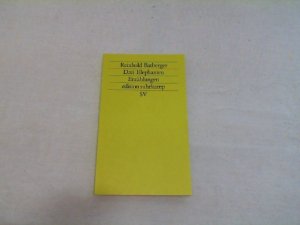 Reinhold Batberger
Drei Elephanten
Erzählungen
edition suhrkamp
SV